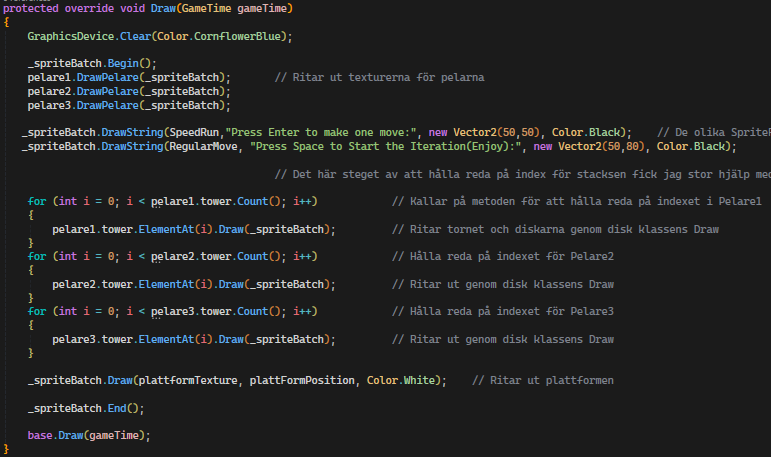 protected override void Draw(GameTime gameTime)
{
GraphicsDevice.Clear(Color.CornflowerBlue);
_spriteBatch.Begin();
pelare1.DrawPelare(_spriteBatch); // Ritar ut texturerna för pelarna
pelare2.DrawPelare(_spriteBatch);
pelare3.DrawPelare(_spriteBatch);
_spriteBatch.DrawString(SpeedRun,"Press Enter to make one move:", new Vector2(50,50), Color.Black); // De olika SpriteF
_spriteBatch.DrawString(RegularMove, "Press Space to Start the Iteration(Enjoy):", new Vector2(50,80), Color.Black);
// Det här steget av att hålla reda på index för stacksen fick jag stor hjälp med
for (int i = 0; i < pelare1.tower.Count(); i++) // Kallar på metoden för att hålla reda på indexet i Pelare1
{
pelare1.tower.ElementAt(i).Draw(_spriteBatch); // Ritar tornet och diskarna genom disk klassens Draw
}
for (int i = 0; i < pelare2.tower.Count(); i++) // Hålla reda på indexet för Pelare2
{
pelare2.tower.ElementAt(i).Draw(_spriteBatch); // Ritar ut genom disk klassens Draw
}
for (int i = 0; i < pelare3.tower.Count(); i++) // Hålla reda på indexet för Pelare3
{
pelare3.tower.ElementAt(i).Draw(_spriteBatch); // Ritar ut genom disk klassens Draw
}
_spriteBatch.Draw(plattformTexture, plattFormPosition, Color.White); // Ritar ut plattformen
_spriteBatch.End();
base.Draw(gameTime);
}